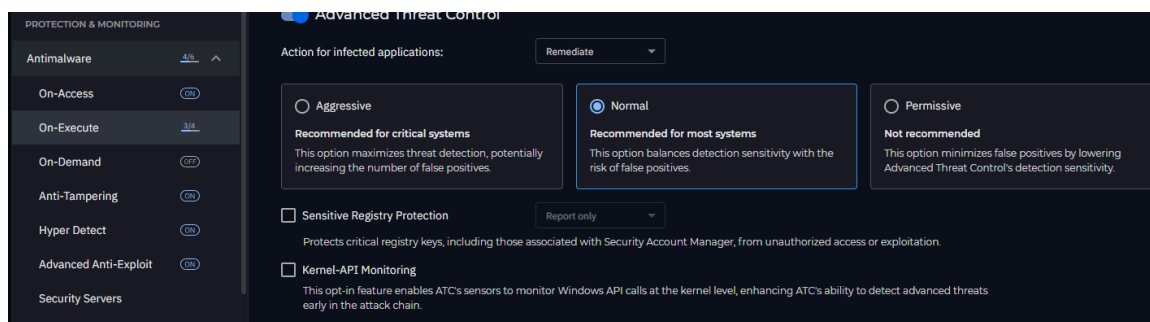 PROTECTION & MONITORING
Antimalware 4/6
On-Access ON
On-Execute 3/4
On-Demand OFF
Anti-Tampering ON
Hyper Detect ON
Advanced Anti-Exploit ON
Security Servers
Advanced Threat Control
Action for infected applications: Remediate
Aggressive
Recommended for critical systems
This option maximizes threat detection, potentially
increasing the number of false positives.
Normal
Recommended for most systems
This option balances detection sensitivity with the
risk of false positives.
Permissive
Not recommended
This option minimizes false positives by lowering
Advanced Threat Control's detection sensitivity.
Sensitive Registry Protection Report only
Protects critical registry keys, including those associated with Security Account Manager, from unauthorized access or exploitation.
Kernel-API Monitoring
This opt-in feature enables ATC's sensors to monitor Windows API calls at the kernel level, enhancing ATC's ability to detect advanced threats
early in the attack chain.